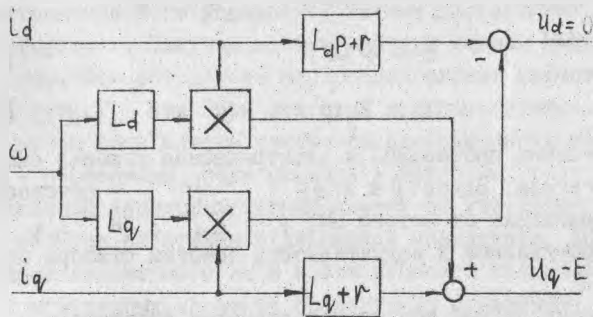 id
LdP+r
ud=0
-
Ld
×
ω
Lq
×
+
iq
Lq+r
uq-E